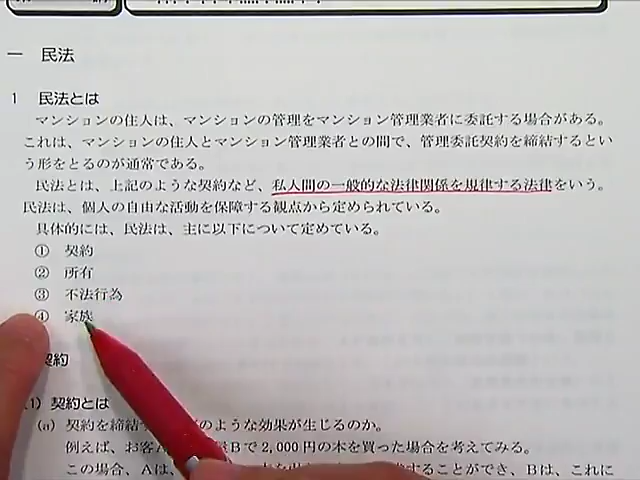 一 民法
1 民法とは
マンションの住人は、マンションの管理をマンション管理業者に委託する場合がある。
これは、マンションの住人とマンション管理業者との間で、管理委託契約を締結するとい
う形をとるのが通常である。
民法とは、上記のような契約など、私人間の一般的な法律関係を規律する法律をいう。
民法は、個人の自由な活動を保障する観点から定められている。
具体的には、民法は、主に以下について定めている。
① 契約
② 所有
③ 不法行為
④ 家族
契約
(1) 契約とは
(a) 契約を締結 のような効果が生じるのか。
例えば、お客A Bで2,000円の本を買った場合を考えてみる。
この場合、Aは、 することができ、Bは、これに